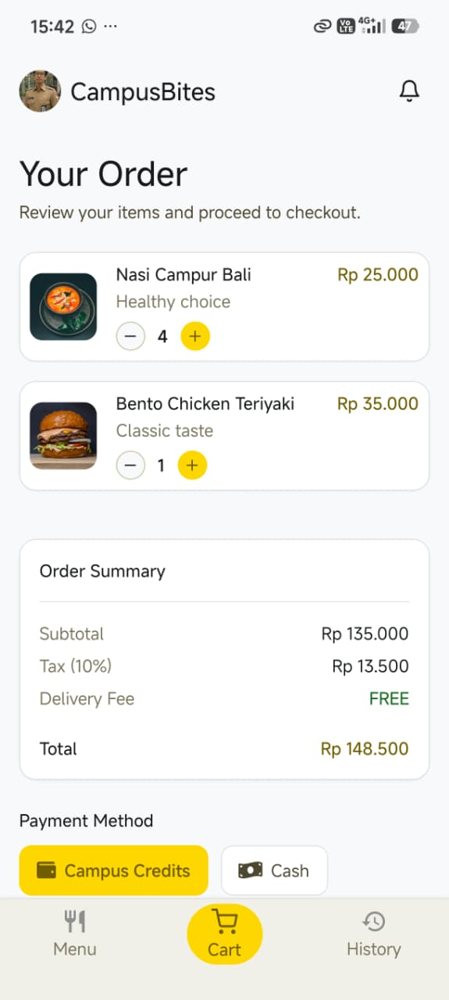 15:42 ...
Vo LTE 4G+ 47
CampusBites
Your Order
Review your items and proceed to checkout.
Nasi Campur Bali Rp 25.000
Healthy choice
− 4 +
Bento Chicken Teriyaki Rp 35.000
Classic taste
− 1 +
Order Summary
Subtotal Rp 135.000
Tax (10%) Rp 13.500
Delivery Fee FREE
Total Rp 148.500
Payment Method
Campus Credits Cash
Menu Cart History